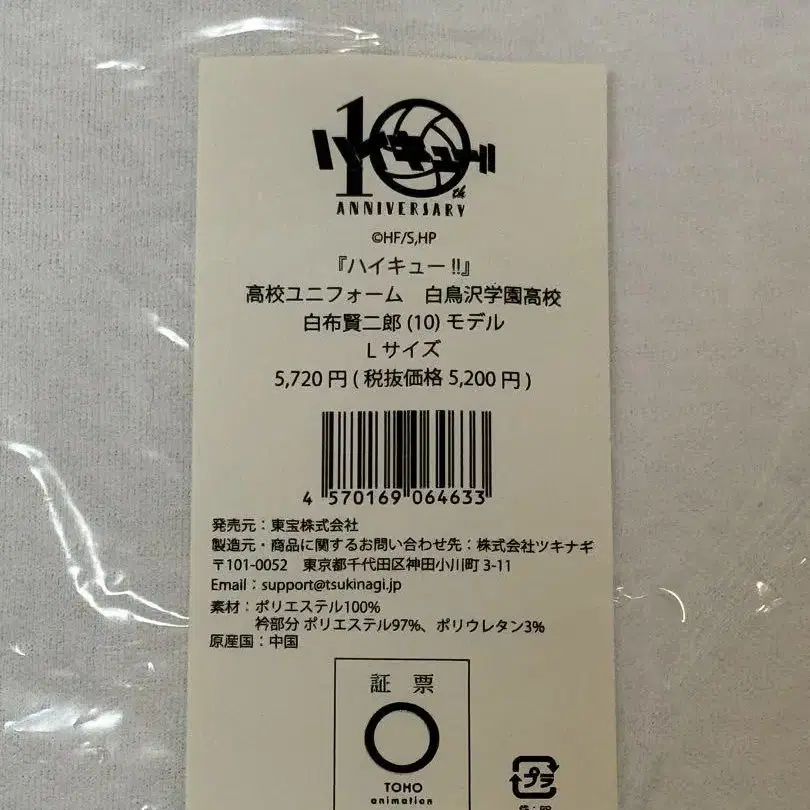 10th
ハイキュー!!
ANNIVERSARY
©HF/S,HP
『ハイキュー!!』
高校ユニフォーム　白鳥沢学園高校
白布賢二郎(10)モデル
Lサイズ
5,720円(税抜価格5,200円)
4 570169 064633
発売元：東宝株式会社
製造元・商品に関するお問い合わせ先：株式会社ツキナギ
〒101-0052　東京都千代田区神田小川町3-11
Email：support@tsukinagi.jp
素材：ポリエステル100%
衿部分 ポリエステル97%、ポリウレタン3%
原産国：中国
証 票
TOHO
animation
プラ